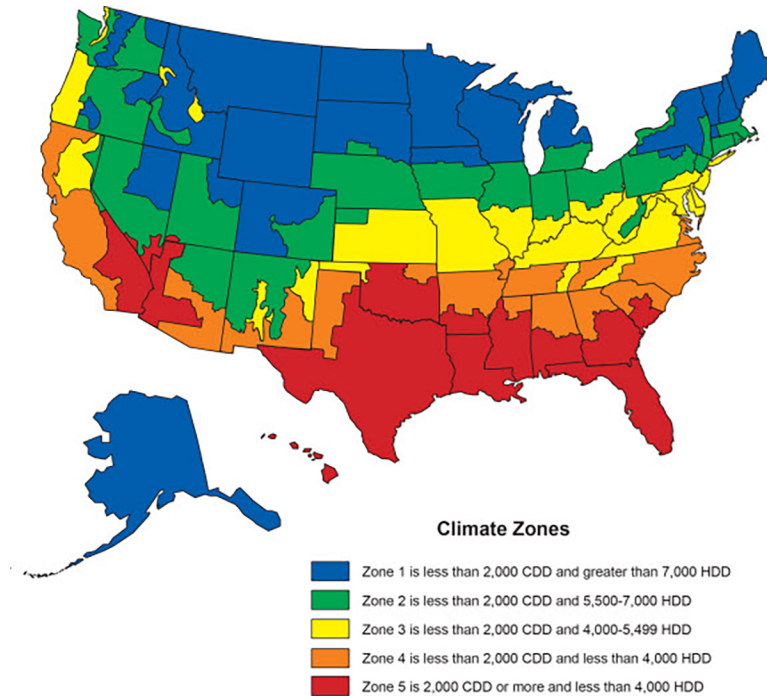 Climate Zones
Zone 1 is less than 2,000 CDD and greater than 7,000 HDD
Zone 2 is less than 2,000 CDD and 5,500-7,000 HDD
Zone 3 is less than 2,000 CDD and 4,000-5,499 HDD
Zone 4 is less than 2,000 CDD and less than 4,000 HDD
Zone 5 is 2,000 CDD or more and less than 4,000 HDD